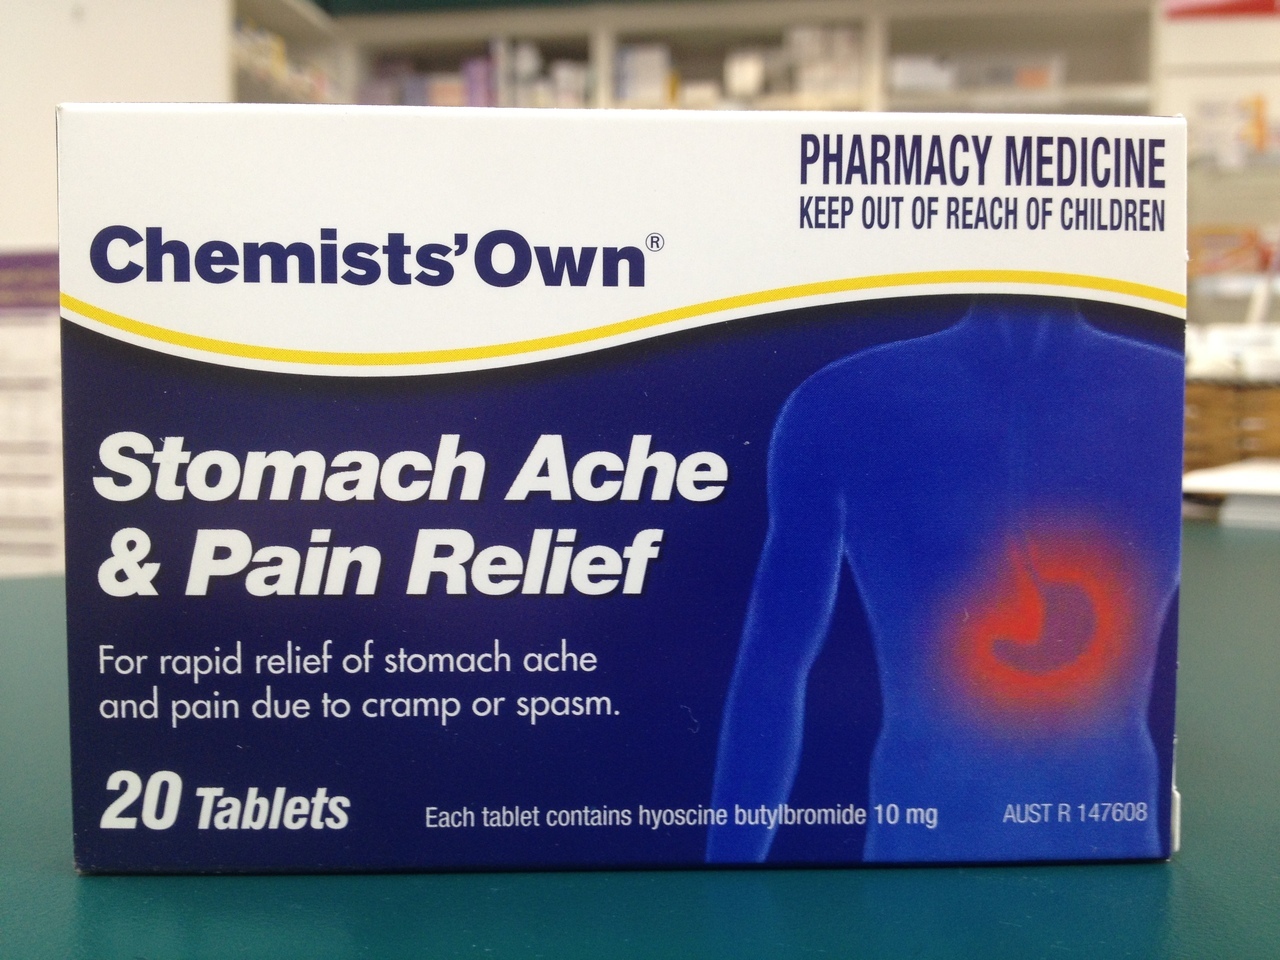 PHARMACY MEDICINE
KEEP OUT OF REACH OF CHILDREN
Chemists’Own®
Stomach Ache
& Pain Relief
For rapid relief of stomach ache
and pain due to cramp or spasm.
20 Tablets
Each tablet contains hyoscine butylbromide 10 mg
AUST R 147608